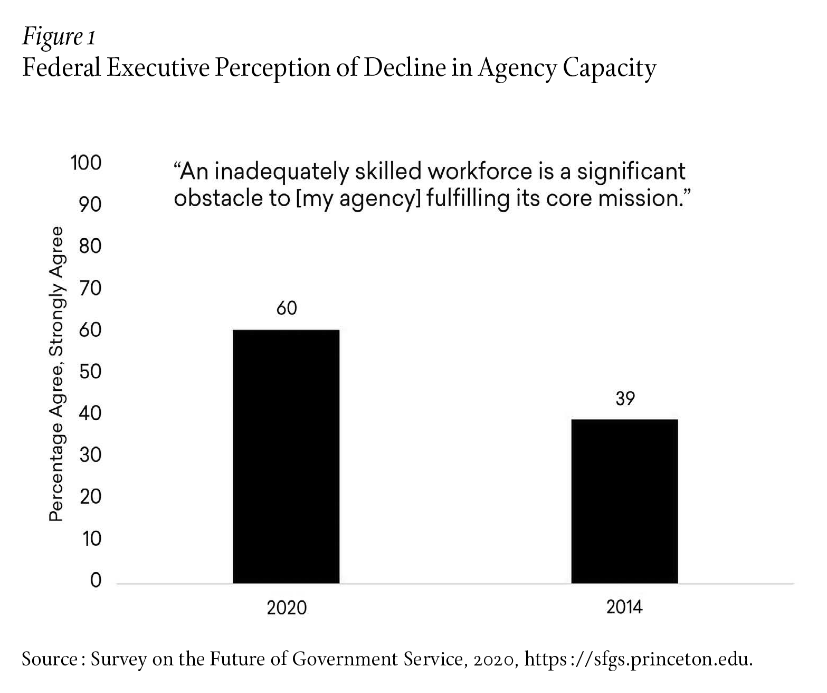 Figure 1
Federal Executive Perception of Decline in Agency Capacity
“An inadequately skilled workforce is a significant
obstacle to [my agency] fulfilling its core mission.”
Percentage Agree, Strongly Agree
100
90
80
70
60
50
40
30
20
10
0
60
39
2020
2014
Source: Survey on the Future of Government Service, 2020, https://sfgs.princeton.edu.